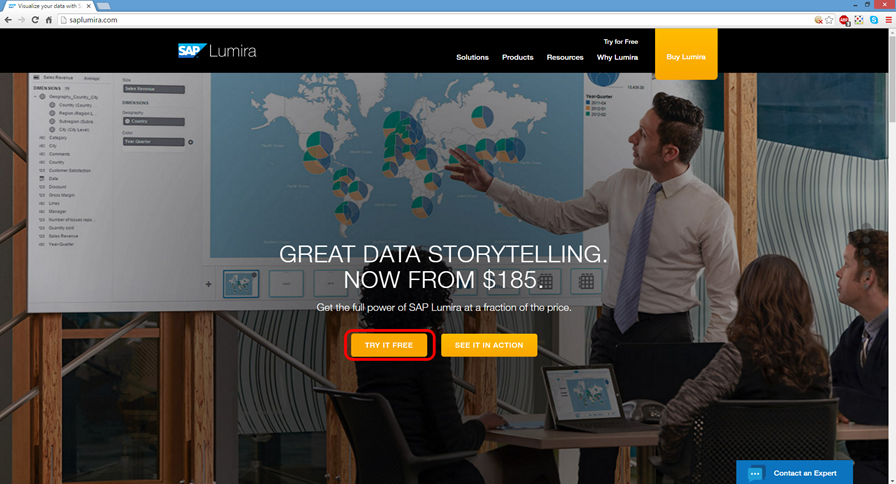 Visualize your data with S
saplumira.com
SAP Lumira
Try for Free
Solutions Products Resources Why Lumira
Buy Lumira
Sales Revenue Average
DIMENSIONS
Geography_Country_City
Country (Country
Region (Region L
Subregion (Subre
City (City Level)
Category
City
Comments
Country
Customer Satisfaction
Date
Discount
Gross Margin
Lines
Manager
Number of issues repo
Quantity sold
Sales Revenue
Year-Quarter
Size
Sales Revenue
DIMENSIONS
Geography
Country
Color
Year-Quarter
Year-Quarter
2011-Q4
GREAT DATA STORYTELLING.
NOW FROM $185.
Get the full power of SAP Lumira at a fraction of the price.
TRY IT FREE SEE IT IN ACTION
Contact an Expert